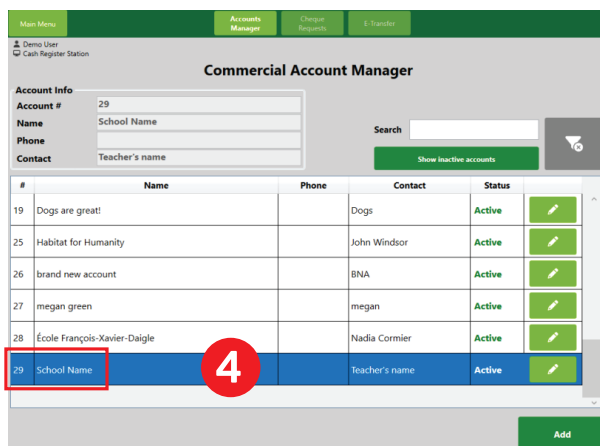 Main Menu
Accounts Manager
Cheque Requests
E-Transfer
Demo User
Cash Register Station
Commercial Account Manager
Account Info
Account # 29
Name School Name
Phone
Contact Teacher's name
Search
Show inactive accounts
# Name Phone Contact Status
19 Dogs are great! Dogs Active
25 Habitat for Humanity John Windsor Active
26 brand new account BNA Active
27 megan green megan Active
28 École François-Xavier-Daigle Nadia Cormier Active
29 School Name 4 Teacher's name Active
Add